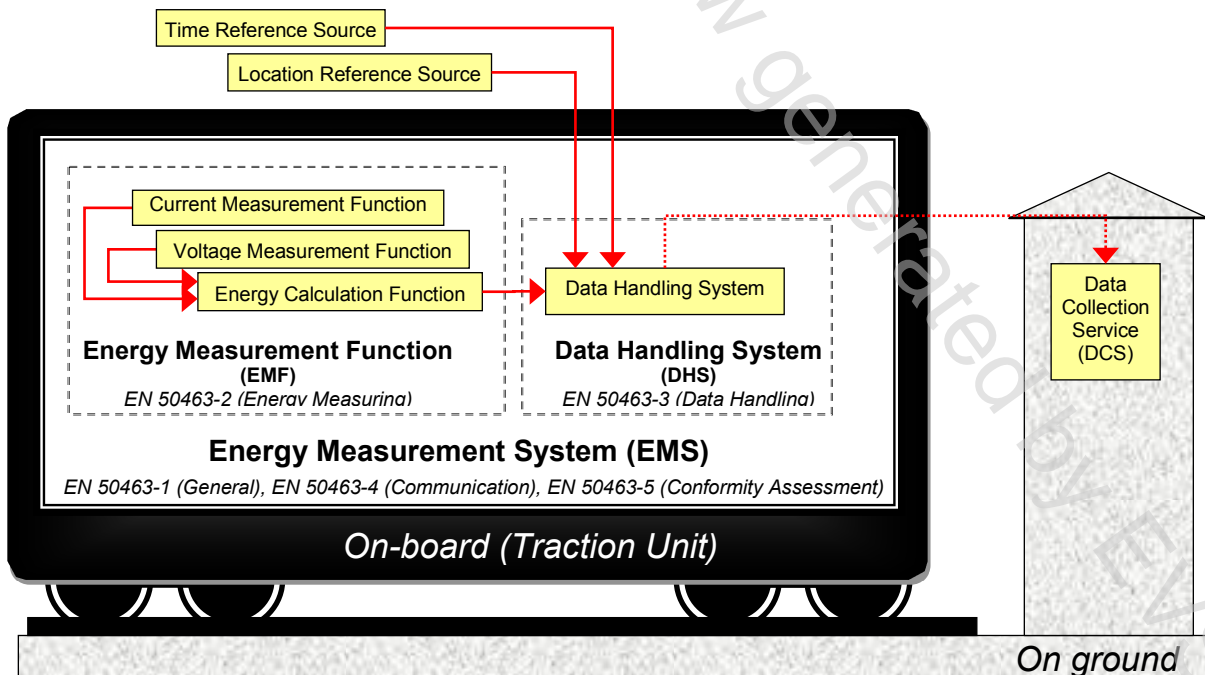 Time Reference Source
Location Reference Source
Current Measurement Function
Voltage Measurement Function
Energy Calculation Function
Data Handling System
Data
Collection
Service
(DCS)
Energy Measurement Function
(EMF)
EN 50463-2 (Energy Measuring)
Data Handling System
(DHS)
EN 50463-3 (Data Handling)
Energy Measurement System (EMS)
EN 50463-1 (General), EN 50463-4 (Communication), EN 50463-5 (Conformity Assessment)
On-board (Traction Unit)
On ground
generated by